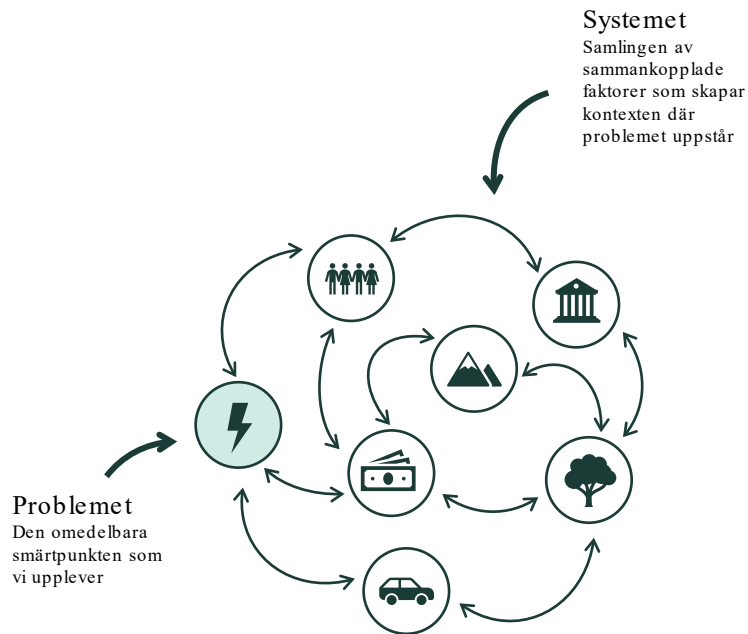 Systemet
Samlingen av
sammankopplade
faktorer som skapar
kontexten där
problemet uppstår
Problemet
Den omedelbara
smärtpunkten som
vi upplever